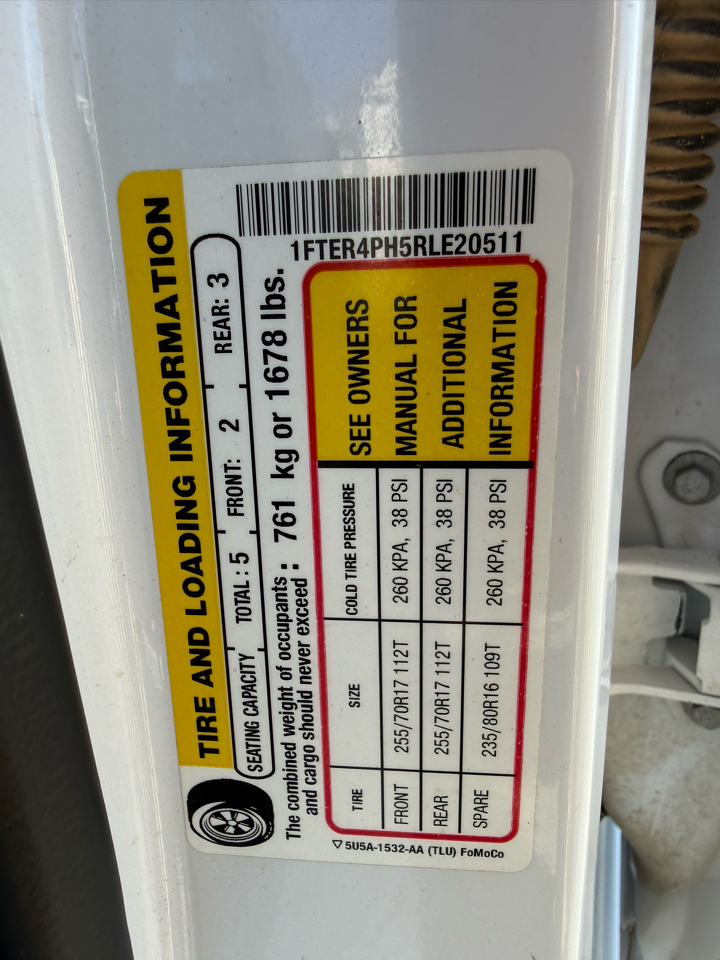 TIRE AND LOADING INFORMATION
SEATING CAPACITY TOTAL : 5 FRONT: 2 REAR: 3
The combined weight of occupants
and cargo should never exceed : 761 kg or 1678 lbs.
1FTER4PH5RLE20511
TIRE SIZE COLD TIRE PRESSURE
FRONT 255/70R17 112T 260 KPA, 38 PSI
REAR 255/70R17 112T 260 KPA, 38 PSI
SPARE 235/80R16 109T 260 KPA, 38 PSI
SEE OWNERS
MANUAL FOR
ADDITIONAL
INFORMATION
5U5A-1532-AA (TLU) FoMoCo